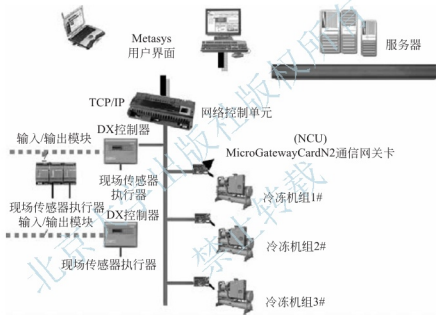 Metasys
用户界面
服务器
TCP/IP
网络控制单元
DX控制器
输入/输出模块
(NCU)
MicroGatewayCardN2通信网关卡
现场传感器
执行器
冷冻机组1#
现场传感器执行器
输入/输出模块
DX控制器
冷冻机组2#
现场传感器执行器
冷冻机组3#
禁止转载